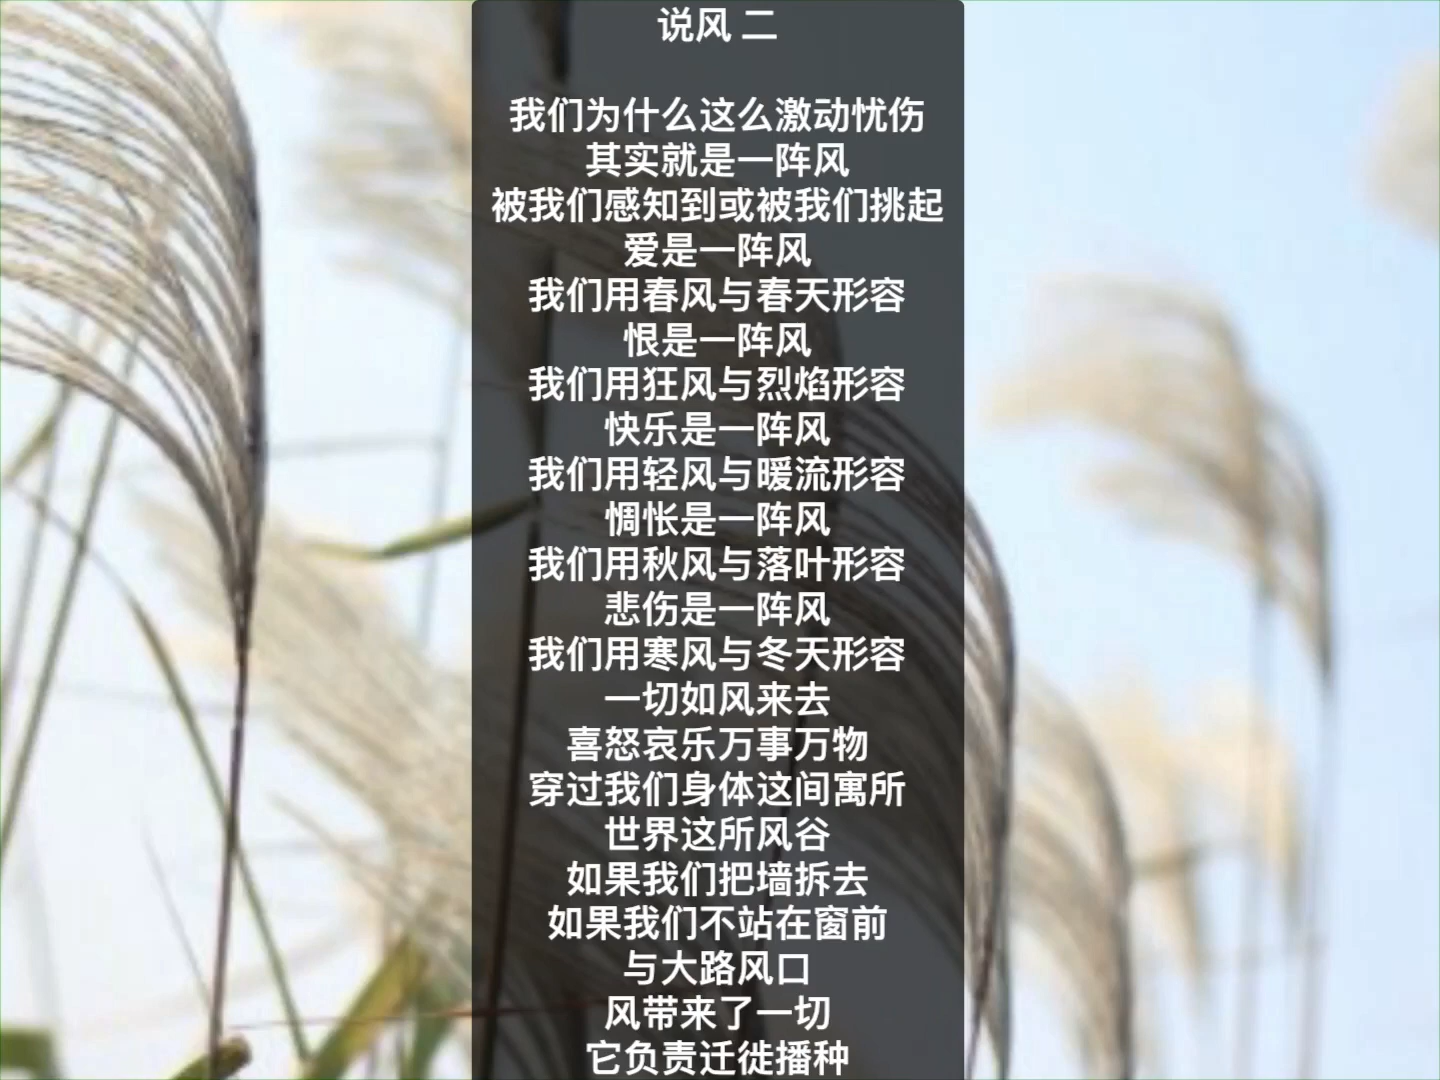 说风 二
我们为什么这么激动忧伤
其实就是一阵风
被我们感知到或被我们挑起
爱是一阵风
我们用春风与春天形容
恨是一阵风
我们用狂风与烈焰形容
快乐是一阵风
我们用轻风与暖流形容
惆怅是一阵风
我们用秋风与落叶形容
悲伤是一阵风
我们用寒风与冬天形容
一切如风来去
喜怒哀乐万事万物
穿过我们身体这间寓所
世界这所风谷
如果我们把墙拆去
如果我们不站在窗前
与大路风口
风带来了一切
它负责迁徙播种